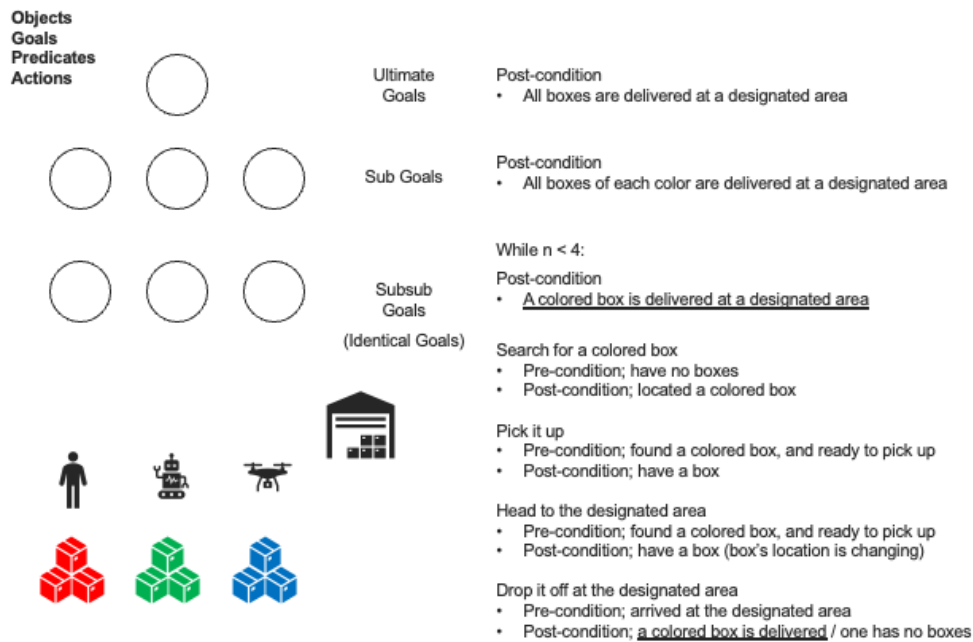 Objects
Goals
Predicates
Actions
Ultimate
Goals
Post-condition
• All boxes are delivered at a designated area
Sub Goals
Post-condition
• All boxes of each color are delivered at a designated area
While n < 4:
Subsub
Goals
(Identical Goals)
Post-condition
• A colored box is delivered at a designated area
Search for a colored box
• Pre-condition; have no boxes
• Post-condition; located a colored box
Pick it up
• Pre-condition; found a colored box, and ready to pick up
• Post-condition; have a box
Head to the designated area
• Pre-condition; found a colored box, and ready to pick up
• Post-condition; have a box (box's location is changing)
Drop it off at the designated area
• Pre-condition; arrived at the designated area
• Post-condition; a colored box is delivered / one has no boxes